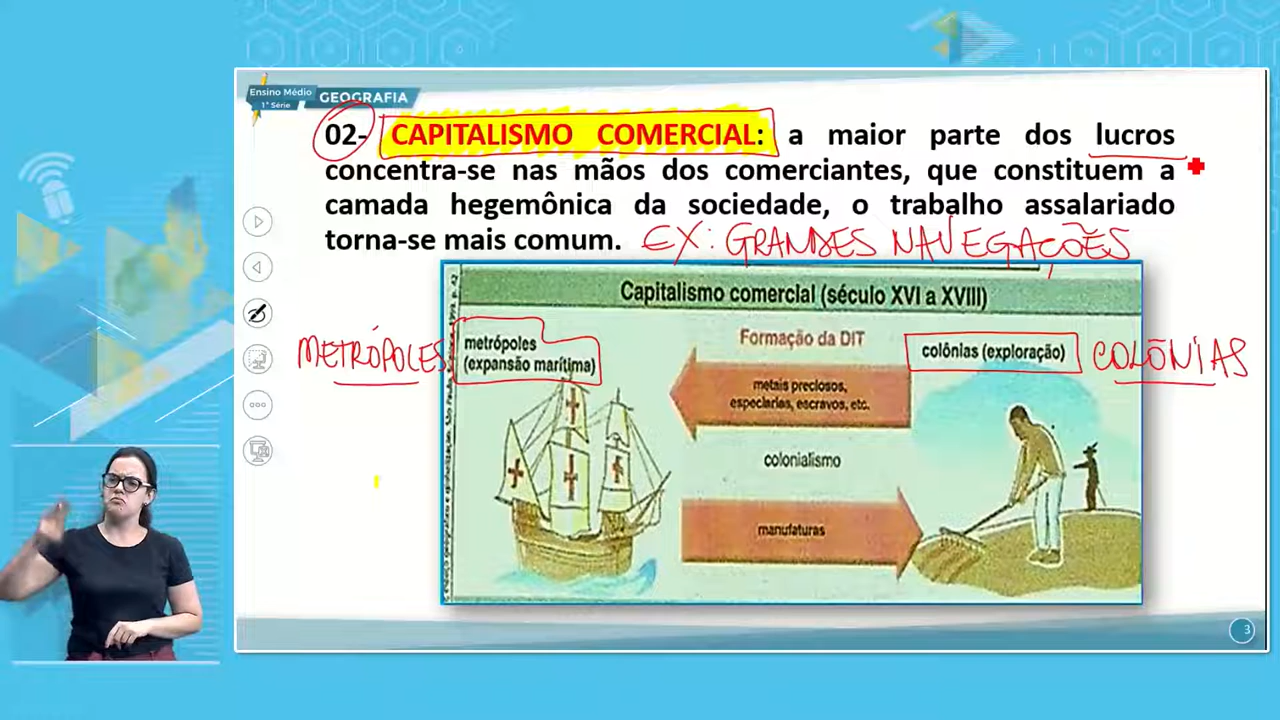 Ensino Médio
1ª Série
GEOGRAFIA
02- CAPITALISMO COMERCIAL: a maior parte dos lucros
concentra-se nas mãos dos comerciantes, que constituem a
camada hegemônica da sociedade, o trabalho assalariado
torna-se mais comum. EX: GRANDES NAVEGAÇÕES
Capitalismo comercial (século XVI a XVIII)
METRÓPOLES
metrópoles
(expansão marítima)
Formação da DIT
colônias (exploração)
COLÔNIAS
metais preciosos,
especiarias, escravos, etc.
colonialismo
manufaturas
3